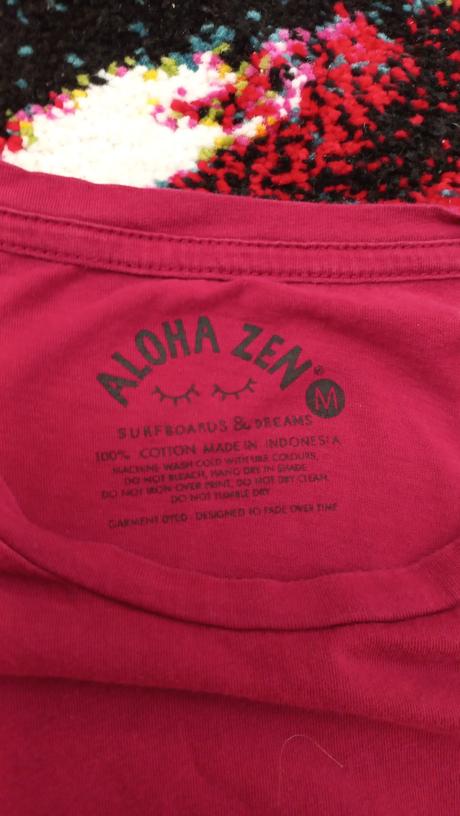 ALOHA ZEN®
M
SURFBOARDS & DREAMS
100% COTTON MADE IN INDONESIA
MACHINE WASH COLD WITH LIKE COLOURS,
DO NOT BLEACH, HANG DRY IN SHADE
DO NOT IRON OVER PRINT, DO NOT DRY CLEAN,
DO NOT TUMBLE DRY
GARMENT DYED - DESIGNED TO FADE OVER TIME